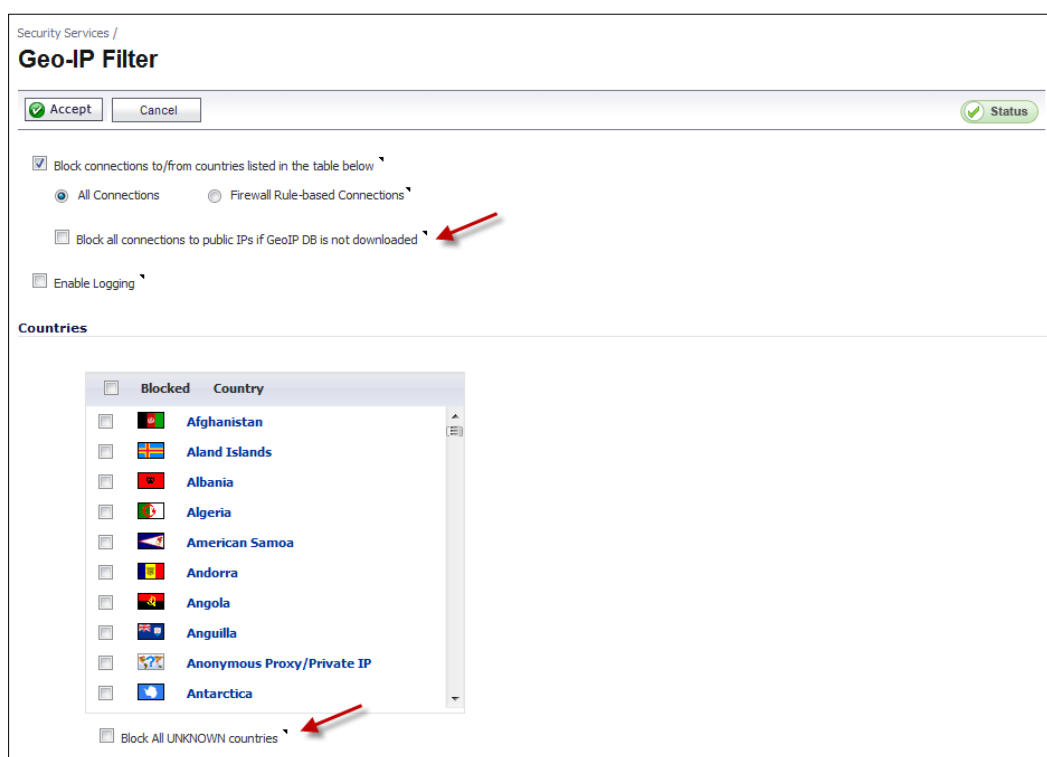 Security Services /
Geo-IP Filter
Accept Cancel Status
Block connections to/from countries listed in the table below
All Connections Firewall Rule-based Connections
Block all connections to public IPs if GeoIP DB is not downloaded
Enable Logging
Countries
Blocked Country
Afghanistan
Aland Islands
Albania
Algeria
American Samoa
Andorra
Angola
Anguilla
Anonymous Proxy/Private IP
Antarctica
Block All UNKNOWN countries